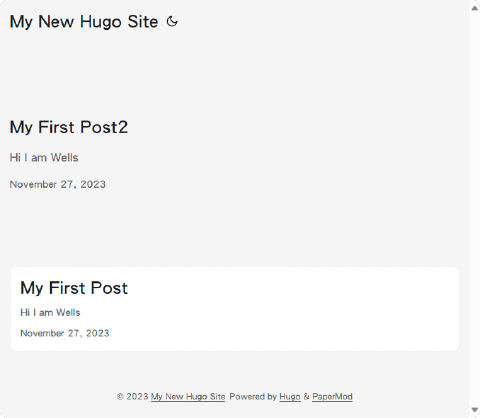 My New Hugo Site
My First Post2
Hi I am Wells
November 27, 2023
My First Post
Hi I am Wells
November 27, 2023
© 2023 My New Hugo Site Powered by Hugo & PaperMod